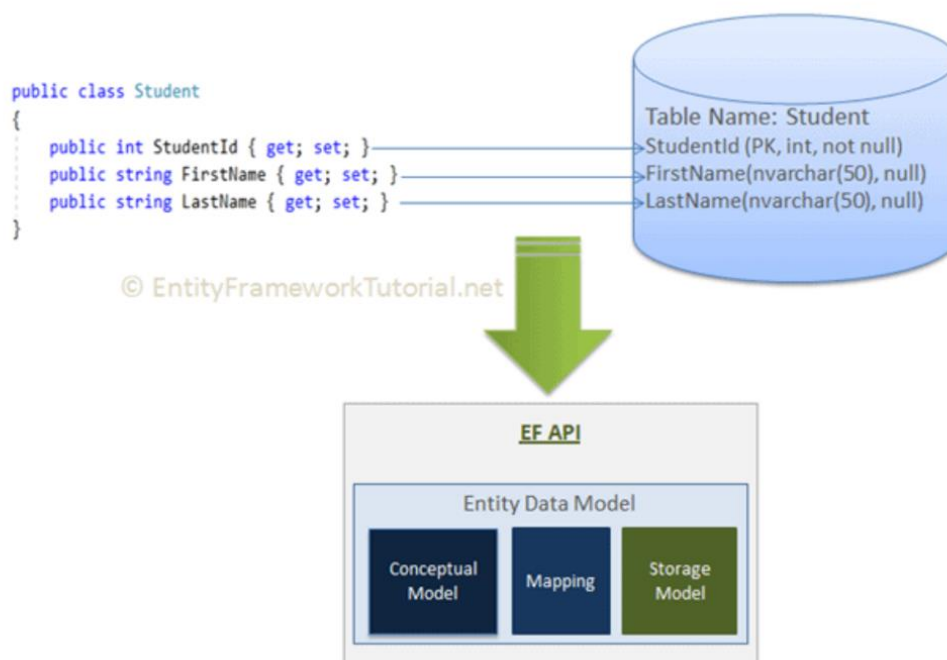 public class Student
{
public int StudentId { get; set; }
public string FirstName { get; set; }
public string LastName { get; set; }
}
Table Name: Student
StudentId (PK, int, not null)
FirstName(nvarchar(50), null)
LastName(nvarchar(50), null)
© EntityFrameworkTutorial.net
EF API
Entity Data Model
Conceptual
Model
Mapping
Storage
Model